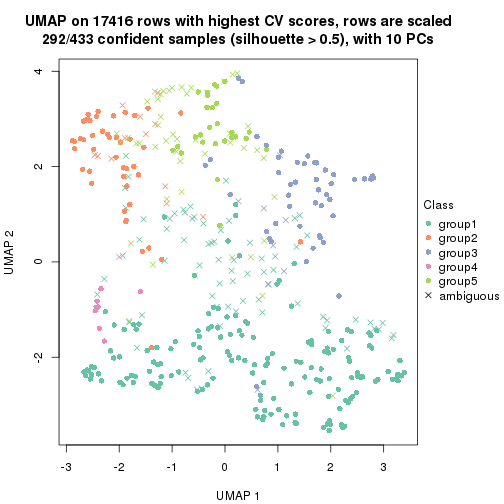 UMAP on 17416 rows with highest CV scores, rows are scaled
292/433 confident samples (silhouette > 0.5), with 10 PCs
4
2
0
-2
UMAP 2
-3
-2
-1
0
1
2
3
UMAP 1
Class
group1
group2
group3
group4
group5
ambiguous